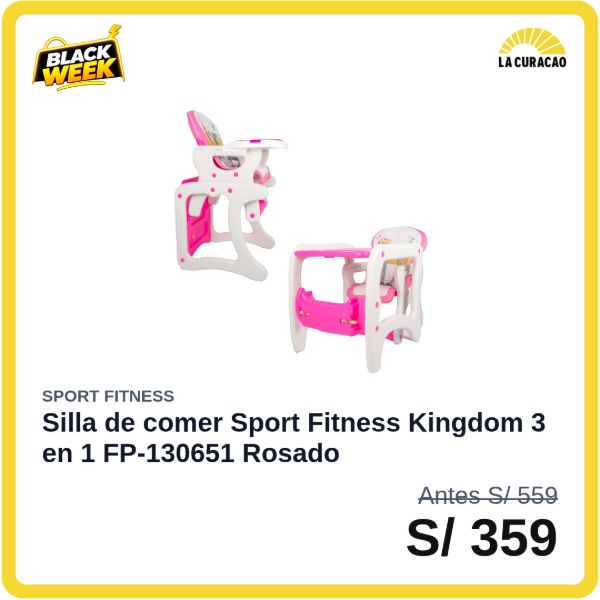 BLACK
WEEK
LA CURACAO
SPORT FITNESS
Silla de comer Sport Fitness Kingdom 3
en 1 FP-130651 Rosado
Antes S/ 559
S/ 359